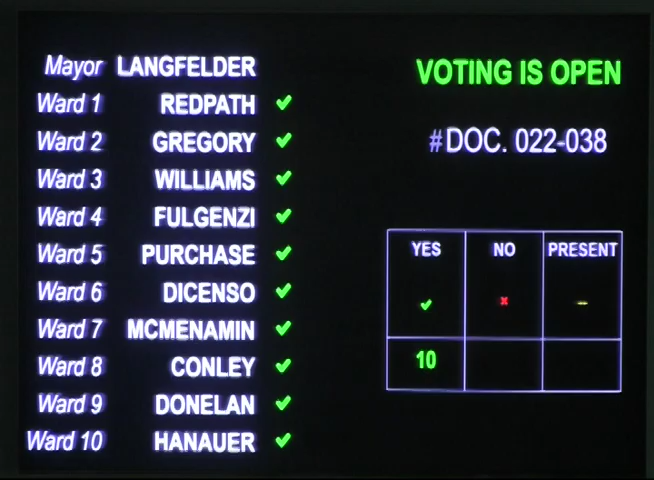 Mayor LANGFELDER
Ward 1 REDPATH ✓
Ward 2 GREGORY ✓
Ward 3 WILLIAMS ✓
Ward 4 FULGENZI ✓
Ward 5 PURCHASE ✓
Ward 6 DICENSO ✓
Ward 7 MCMENAMIN ✓
Ward 8 CONLEY ✓
Ward 9 DONELAN ✓
Ward 10 HANAUER ✓
VOTING IS OPEN
#DOC. 022-038
YES NO PRESENT
✓ x –
10